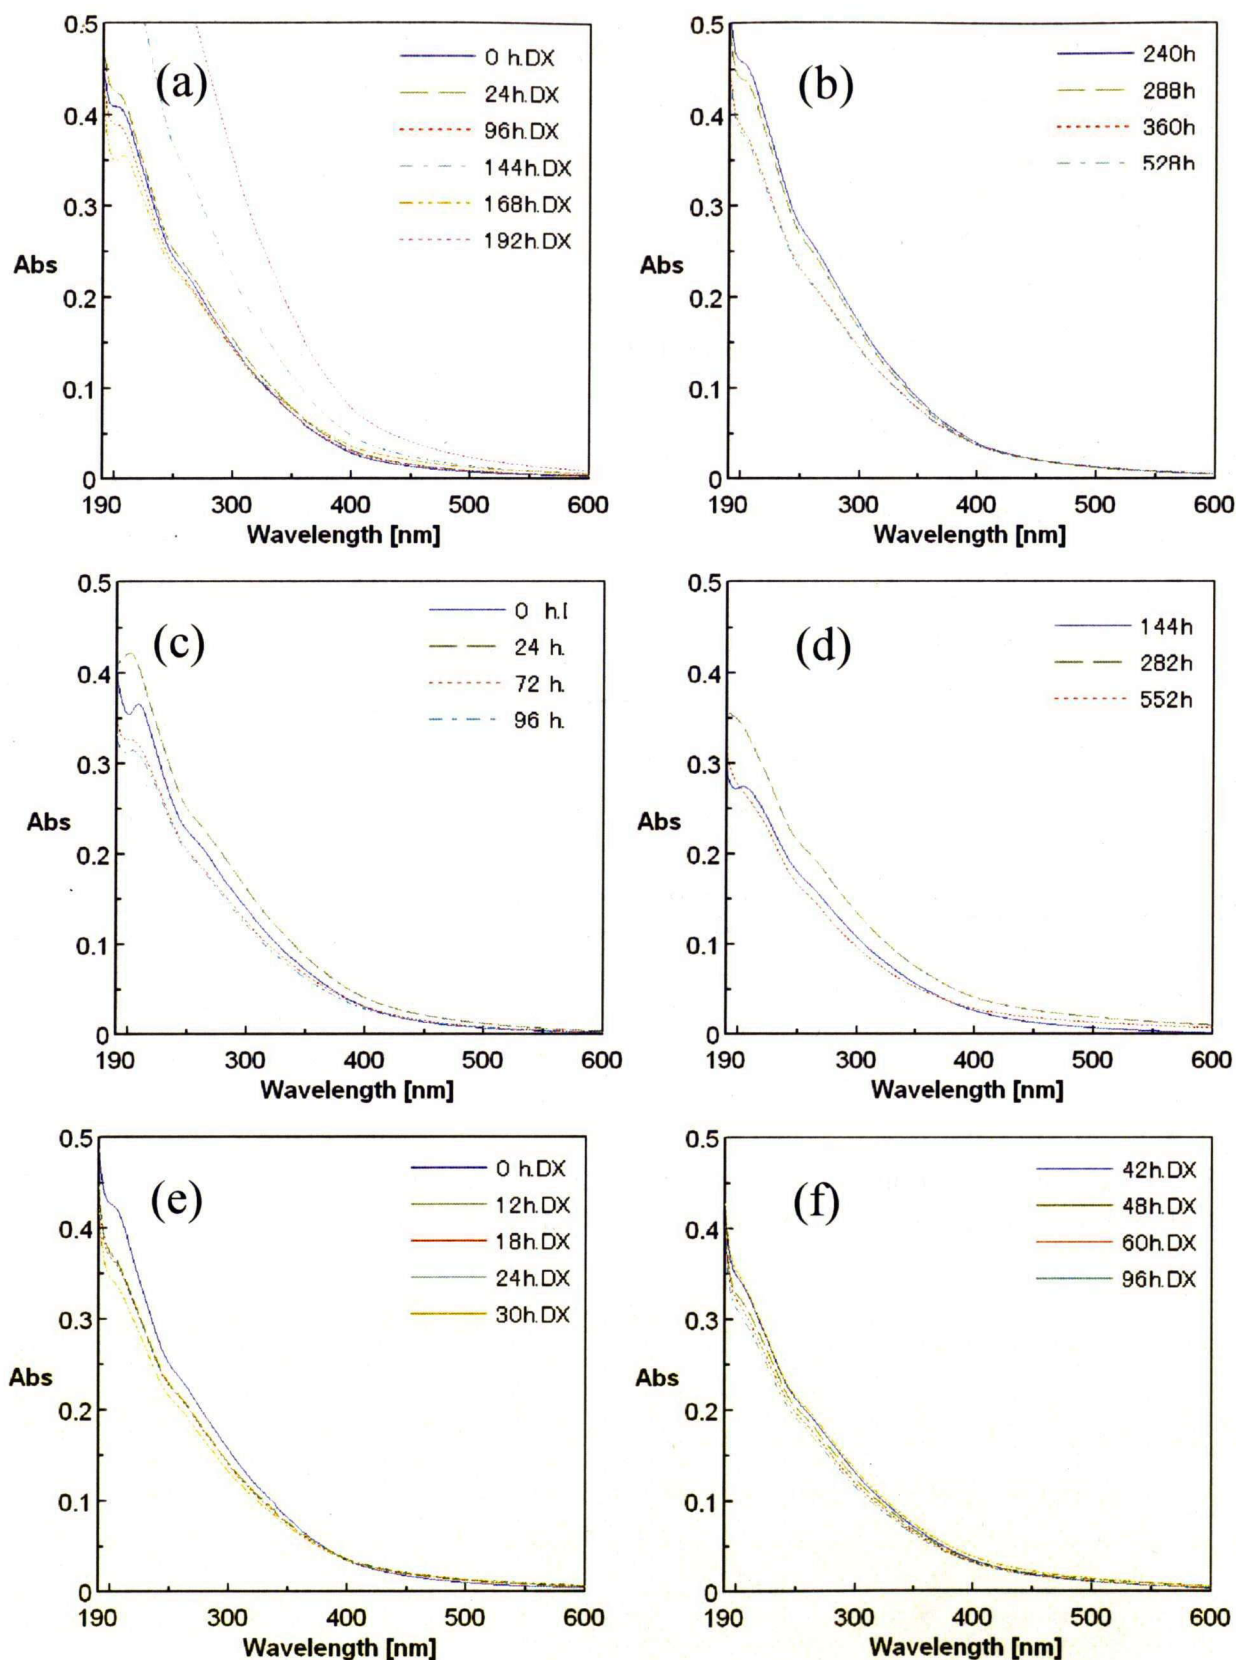 0.5
0.4
0.3
Abs
0.2
0.1
0
190
300
400
500
600
Wavelength [nm]
(a)
0 h.DX
24h.DX
96h.DX
144h.DX
168h.DX
192h.DX
0.5
0.4
0.3
Abs
0.2
0.1
0
190
300
400
500
600
Wavelength [nm]
(b)
240h
288h
360h
528h
0.5
0.4
0.3
Abs
0.2
0.1
0
190
300
400
500
600
Wavelength [nm]
(c)
0 h.I
24 h.
72 h.
96 h.
0.5
0.4
0.3
Abs
0.2
0.1
0
190
300
400
500
600
Wavelength [nm]
(d)
144h
282h
552h
0.5
0.4
0.3
Abs
0.2
0.1
0
190
300
400
500
600
Wavelength [nm]
(e)
0 h.DX
12h.DX
18h.DX
24h.DX
30h.DX
0.5
0.4
0.3
Abs
0.2
0.1
0
190
300
400
500
600
Wavelength [nm]
(f)
42h.DX
48h.DX
60h.DX
96h.DX